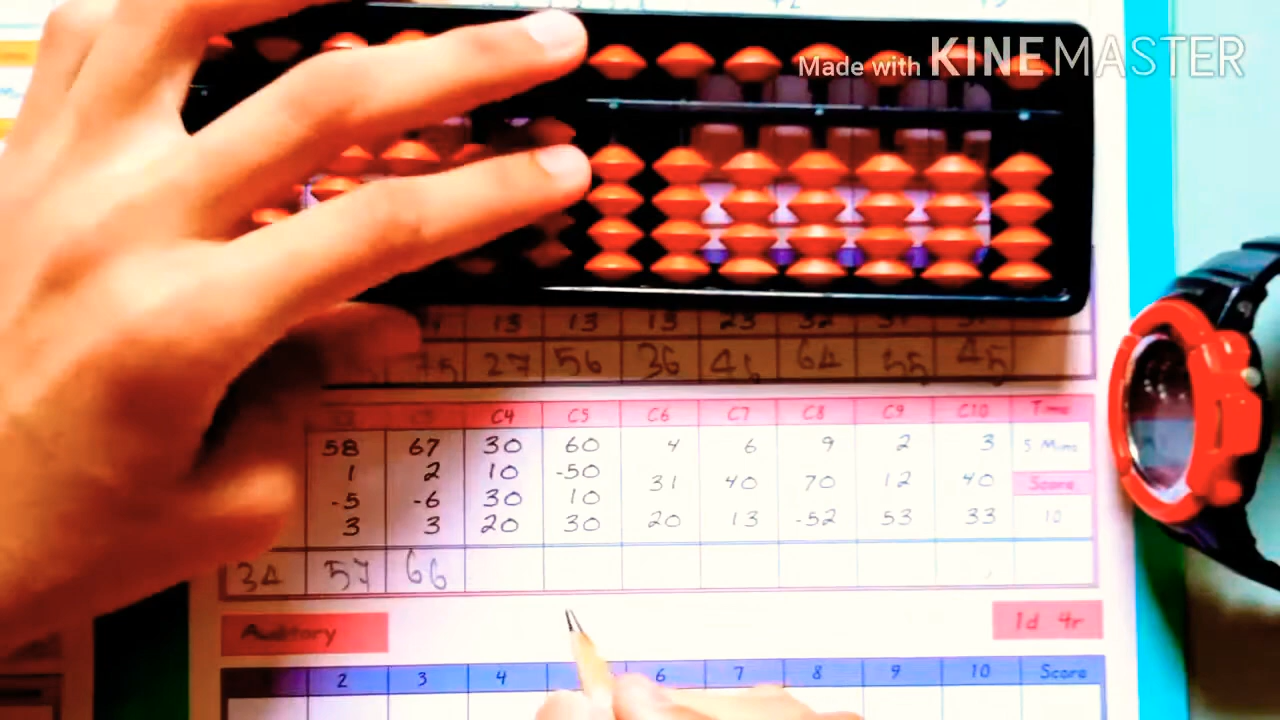 Made with KINEMASTER
13 13 13 23 32
75 27 56 36 46 64 55 45
C4 C5 C6 C7 C8 C9 C10 Time
58 67 30 60 4 6 9 2 3 5 Mins
1 2 10 -50 31 40 70 12 40 Score
-5 -6 30 10
3 3 20 30 20 13 -52 53 33 10
34 57 66
Auditory 1d 4r
2 3 4 6 7 8 9 10 Score